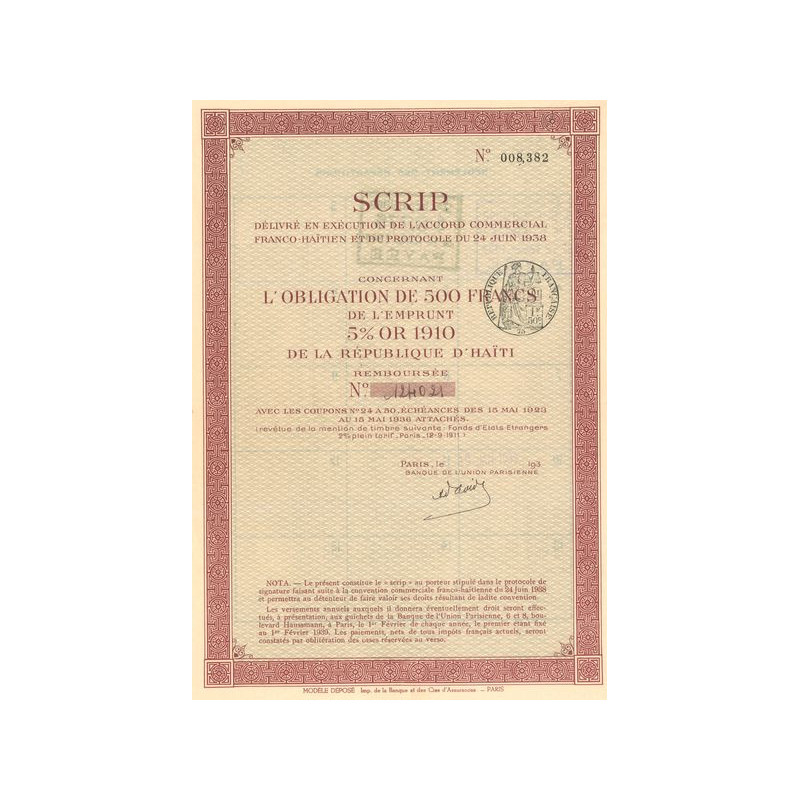 Nº 008,382
SCRIP
DÉLIVRÉ EN EXÉCUTION DE L'ACCORD COMMERCIAL
FRANCO-HAÏTIEN ET DU PROTOCOLE DU 24 JUIN 1938
CONCERNANT
L'OBLIGATION DE 500 FRANCS
DE L'EMPRUNT
5% OR 1910
DE LA RÉPUBLIQUE D'HAÏTI
RÉPUBLIQUE FRANÇAISE
REMBOURSÉE
Nº 124021
AVEC LES COUPONS Nº 24 A 50, ÉCHÉANCES DES 15 MAI 1923
AU 15 MAI 1936 ATTACHÉS.
(revêtue de la mention de timbre suivante: Fonds d'Etats Etrangers
2% plein tarif. Paris. 12-9-1911.)
PARIS, le 193
BANQUE DE L'UNION PARISIENNE
NOTA. — Le présent constitue le « scrip » au porteur stipulé dans le protocole de
signature faisant suite à la convention commerciale franco-haïtienne du 24 Juin 1938
et permettra au détenteur de faire valoir ses droits résultant de ladite convention.
Les versements annuels auxquels il donnera éventuellement droit seront effec-
tués, à présentation, aux guichets de la Banque de l'Union Parisienne, 6 et 8, bou-
levard Haussmann, à Paris, le 1er Février de chaque année, le premier étant fixé
au 1er Février 1939. Les paiements, nets de tous impôts français actuels, seront
constatés par oblitération des cases réservées au verso.
MODÈLE DÉPOSÉ Imp. de la Banque et des Cies d'Assurances. — PARIS